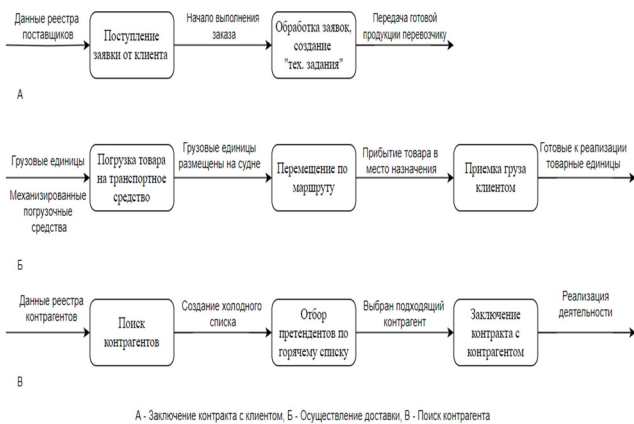 Данные реестра
поставщиков
Поступление
заявки от клиента
Начало выполнения
заказа
Обработка заявок,
создание
"тех. задания"
Передача готовой
продукции перевозчику
А
Грузовые единицы
Механизированные
погрузочные
средства
Погрузка товара
на транспортное
средство
Грузовые единицы
размещены на судне
Перемещение по
маршруту
Прибытие товара в
место назначения
Приемка груза
клиентом
Готовые к реализации
товарные единицы
Б
Данные реестра
контрагентов
Поиск
контрагентов
Создание холодного
списка
Отбор
претендентов по
горячему списку
Выбран подходящий
контрагент
Заключение
контракта с
контрагентом
Реализация
деятельности
В
А - Заключение контракта с клиентом, Б - Осуществление доставки, В - Поиск контрагента